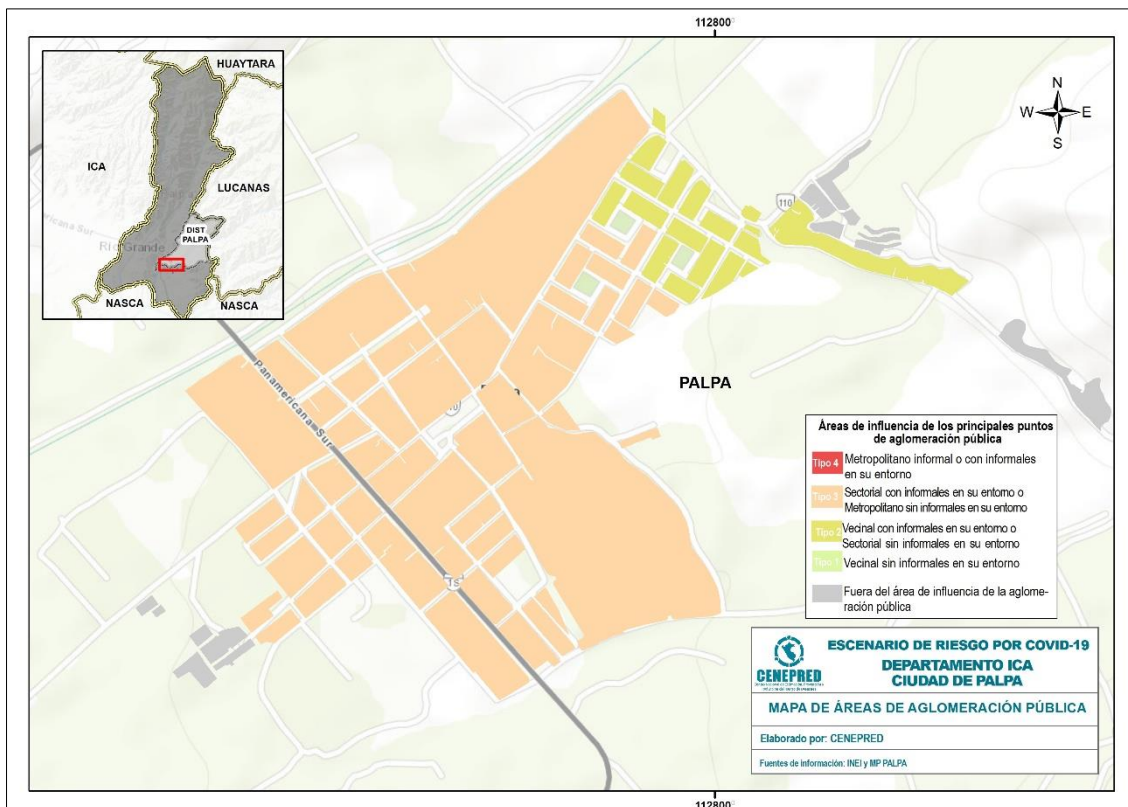 112800
HUAYTARA
ICA
LUCANAS
DIST.
PALPA
Río Grande
NASCA
NASCA
N
W
E
S
110
Panamericana Sur
1S
PALPA
Áreas de influencia de los principales puntos
de aglomeración pública
Tipo 4 Metropolitano informal o con informales
en su entorno
Tipo 3 Sectorial con informales en su entorno o
Metropolitano sin informales en su entorno
Tipo 2 Vecinal con informales en su entorno o
Sectorial sin informales en su entorno
Tipo 1 Vecinal sin informales en su entorno
Fuera del área de influencia de la aglome-
ración pública
CENEPRED
ESCENARIO DE RIESGO POR COVID-19
DEPARTAMENTO ICA
CIUDAD DE PALPA
MAPA DE ÁREAS DE AGLOMERACIÓN PÚBLICA
Elaborado por: CENEPRED
Fuentes de información: INEI y MP PALPA
112800